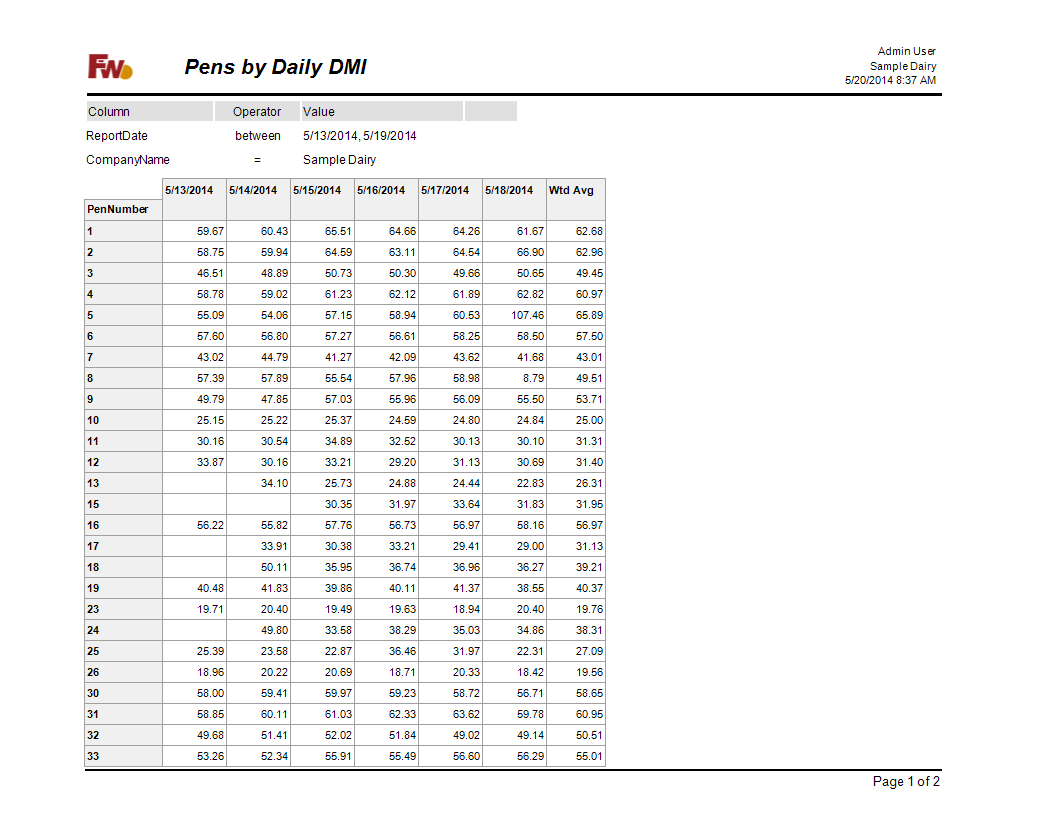 FW
Pens by Daily DMI
Admin User
Sample Dairy
5/20/2014 8:37 AM
Column Operator Value
ReportDate between 5/13/2014, 5/19/2014
CompanyName = Sample Dairy
5/13/2014 5/14/2014 5/15/2014 5/16/2014 5/17/2014 5/18/2014 Wtd Avg
PenNumber
1 59.67 60.43 65.51 64.66 64.26 61.67 62.68
2 58.75 59.94 64.59 63.11 64.54 66.90 62.96
3 46.51 48.89 50.73 50.30 49.66 50.65 49.45
4 58.78 59.02 61.23 62.12 61.89 62.82 60.97
5 55.09 54.06 57.15 58.94 60.53 107.46 65.89
6 57.60 56.80 57.27 56.61 58.25 58.50 57.50
7 43.02 44.79 41.27 42.09 43.62 41.68 43.01
8 57.39 57.89 55.54 57.96 58.98 8.79 49.51
9 49.79 47.85 57.03 55.96 56.09 55.50 53.71
10 25.15 25.22 25.37 24.59 24.80 24.84 25.00
11 30.16 30.54 34.89 32.52 30.13 30.10 31.31
12 33.87 30.16 33.21 29.20 31.13 30.69 31.40
13 34.10 25.73 24.88 24.44 22.83 26.31
15 30.35 31.97 33.64 31.83 31.95
16 56.22 55.82 57.76 56.73 56.97 58.16 56.97
17 33.91 30.38 33.21 29.41 29.00 31.13
18 50.11 35.95 36.74 36.96 36.27 39.21
19 40.48 41.83 39.86 40.11 41.37 38.55 40.37
23 19.71 20.40 19.49 19.63 18.94 20.40 19.76
24 49.80 33.58 38.29 35.03 34.86 38.31
25 25.39 23.58 22.87 36.46 31.97 22.31 27.09
26 18.96 20.22 20.69 18.71 20.33 18.42 19.56
30 58.00 59.41 59.97 59.23 58.72 56.71 58.65
31 58.85 60.11 61.03 62.33 63.62 59.78 60.95
32 49.68 51.41 52.02 51.84 49.02 49.14 50.51
33 53.26 52.34 55.91 55.49 56.60 56.29 55.01
Page 1 of 2